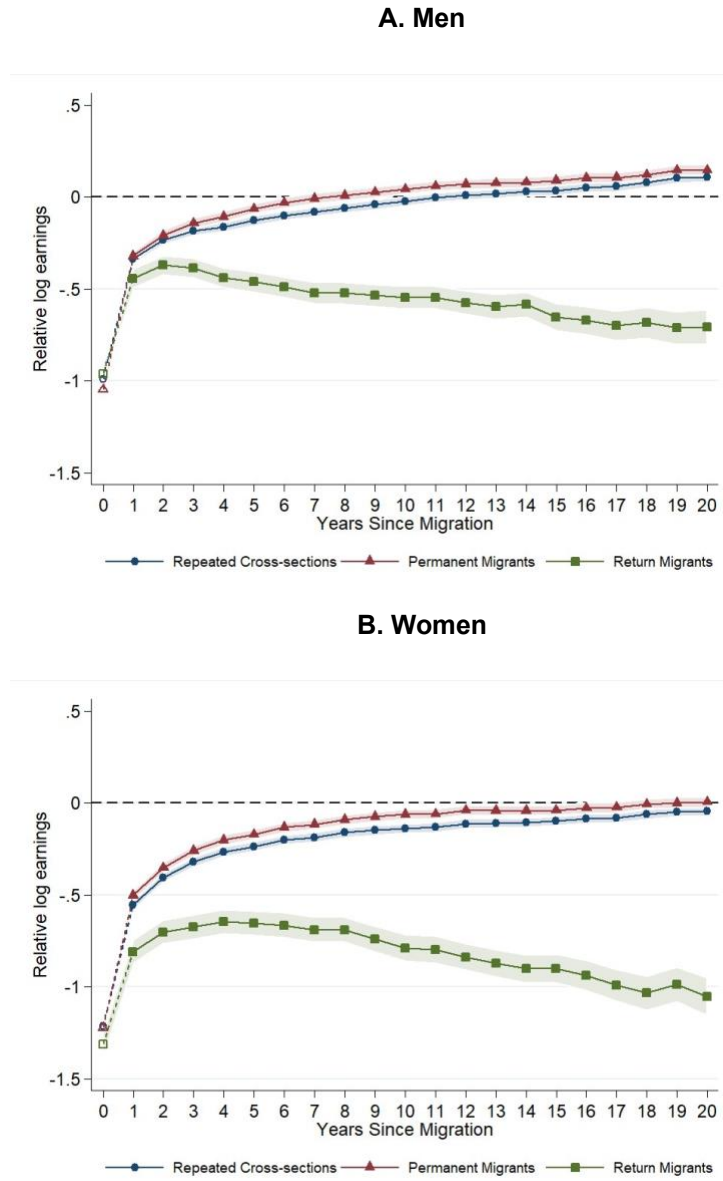 A. Men
.5
0
-.5
-1
-1.5
Relative log earnings
0 1 2 3 4 5 6 7 8 9 10 11 12 13 14 15 16 17 18 19 20
Years Since Migration
Repeated Cross-sections Permanent Migrants Return Migrants
B. Women
.5
0
-.5
-1
-1.5
Relative log earnings
0 1 2 3 4 5 6 7 8 9 10 11 12 13 14 15 16 17 18 19 20
Years Since Migration
Repeated Cross-sections Permanent Migrants Return Migrants